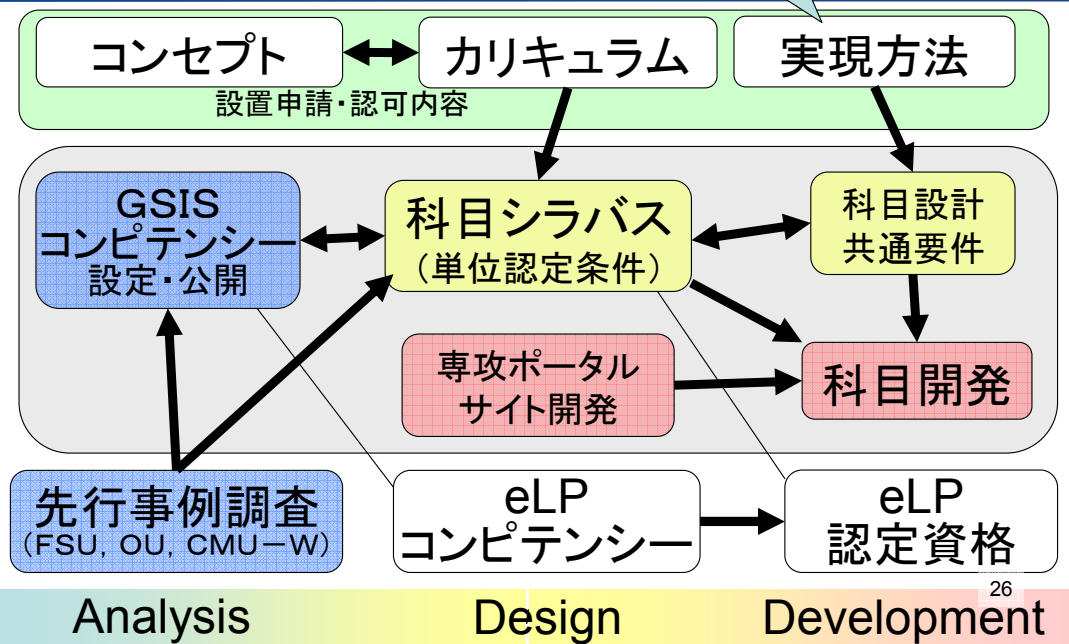 コンセプト
カリキュラム
実現方法
設置申請・認可内容
GSIS
コンピテンシー
設定・公開
科目シラバス
（単位認定条件）
科目設計
共通要件
専攻ポータル
サイト開発
科目開発
先行事例調査
（FSU, OU, CMU－W）
eLP
コンピテンシー
eLP
認定資格
26
Analysis
Design
Development